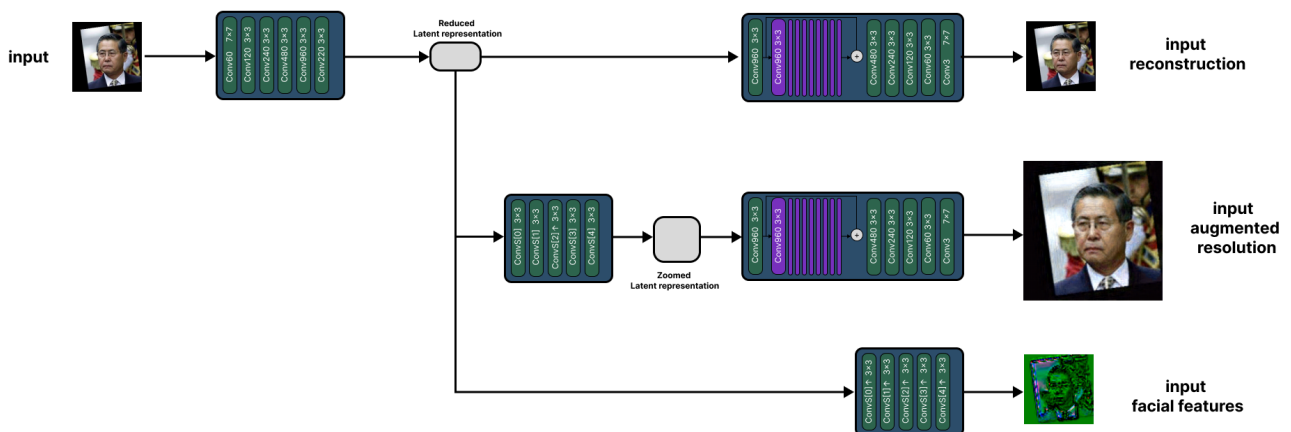 input
Conv60 7×7
Conv120 3×3
Conv240 3×3
Conv480 3×3
Conv960 3×3
Conv220 3×3
Reduced
Latent representation
Conv960 3×3
Conv960 3×3
+
Conv480 3×3
Conv240 3×3
Conv120 3×3
Conv60 3×3
Conv3 7×7
input
reconstruction
ConvS[0] 3×3
ConvS[1] 3×3
ConvS[2]↑ 3×3
ConvS[3] 3×3
ConvS[4] 3×3
Zoomed
Latent representation
Conv960 3×3
Conv960 3×3
+
Conv480 3×3
Conv240 3×3
Conv120 3×3
Conv60 3×3
Conv3 7×7
input
augmented
resolution
ConvS[0]↑ 3×3
ConvS[1]↑ 3×3
ConvS[2]↑ 3×3
ConvS[3]↑ 3×3
ConvS[4]↑ 3×3
input
facial features